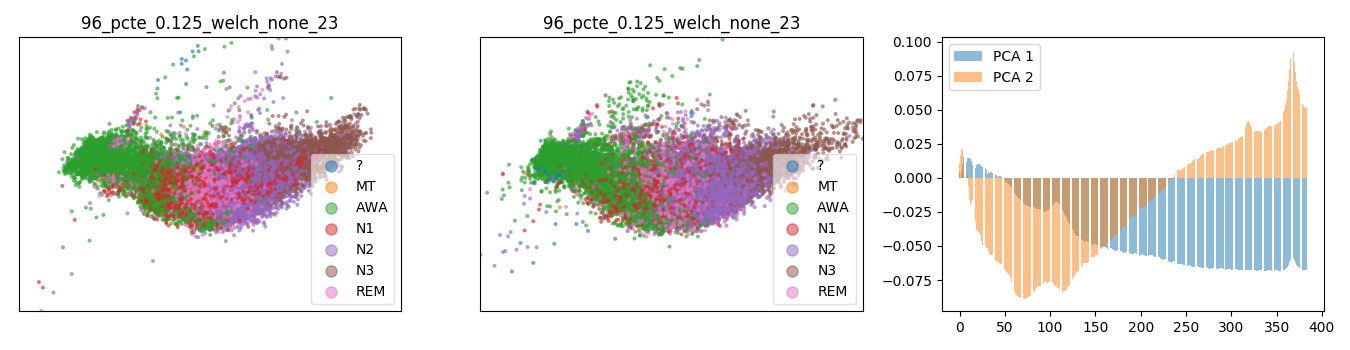 96_pcte_0.125_welch_none_23
?
MT
AWA
N1
N2
N3
REM
96_pcte_0.125_welch_none_23
?
MT
AWA
N1
N2
N3
REM
PCA 1
PCA 2
0.100
0.075
0.050
0.025
0.000
−0.025
−0.050
−0.075
0 50 100 150 200 250 300 350 400